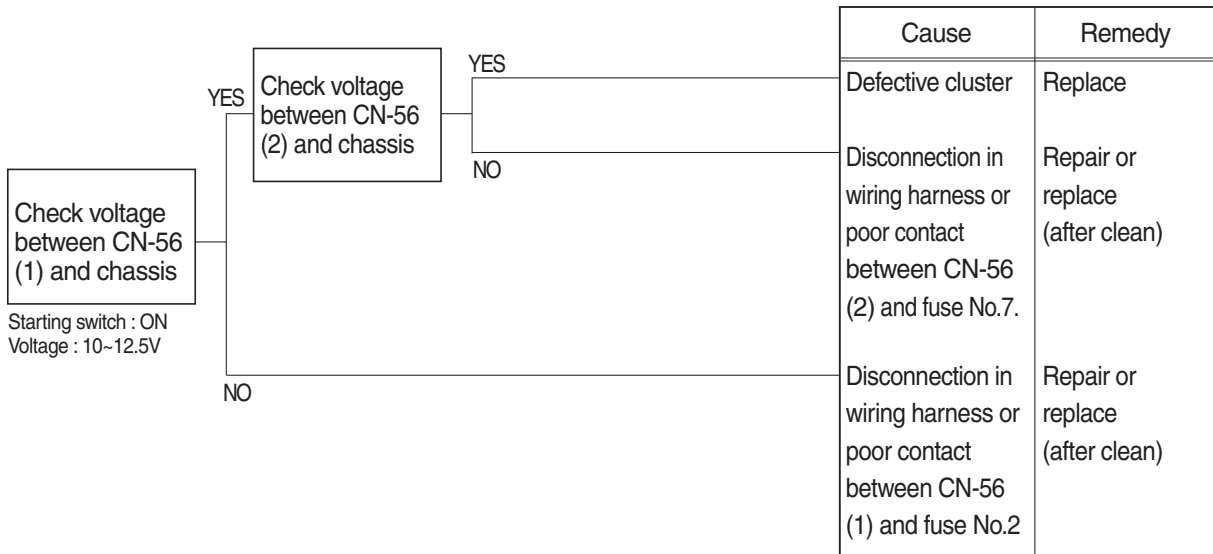 Cause
Remedy
YES
Check voltage
between CN-56
(2) and chassis
YES
Defective cluster
Replace
NO
Disconnection in
wiring harness or
poor contact
between CN-56
(2) and fuse No.7.
Repair or
replace
(after clean)
Check voltage
between CN-56
(1) and chassis
Starting switch : ON
Voltage : 10~12.5V
NO
Disconnection in
wiring harness or
poor contact
between CN-56
(1) and fuse No.2
Repair or
replace
(after clean)